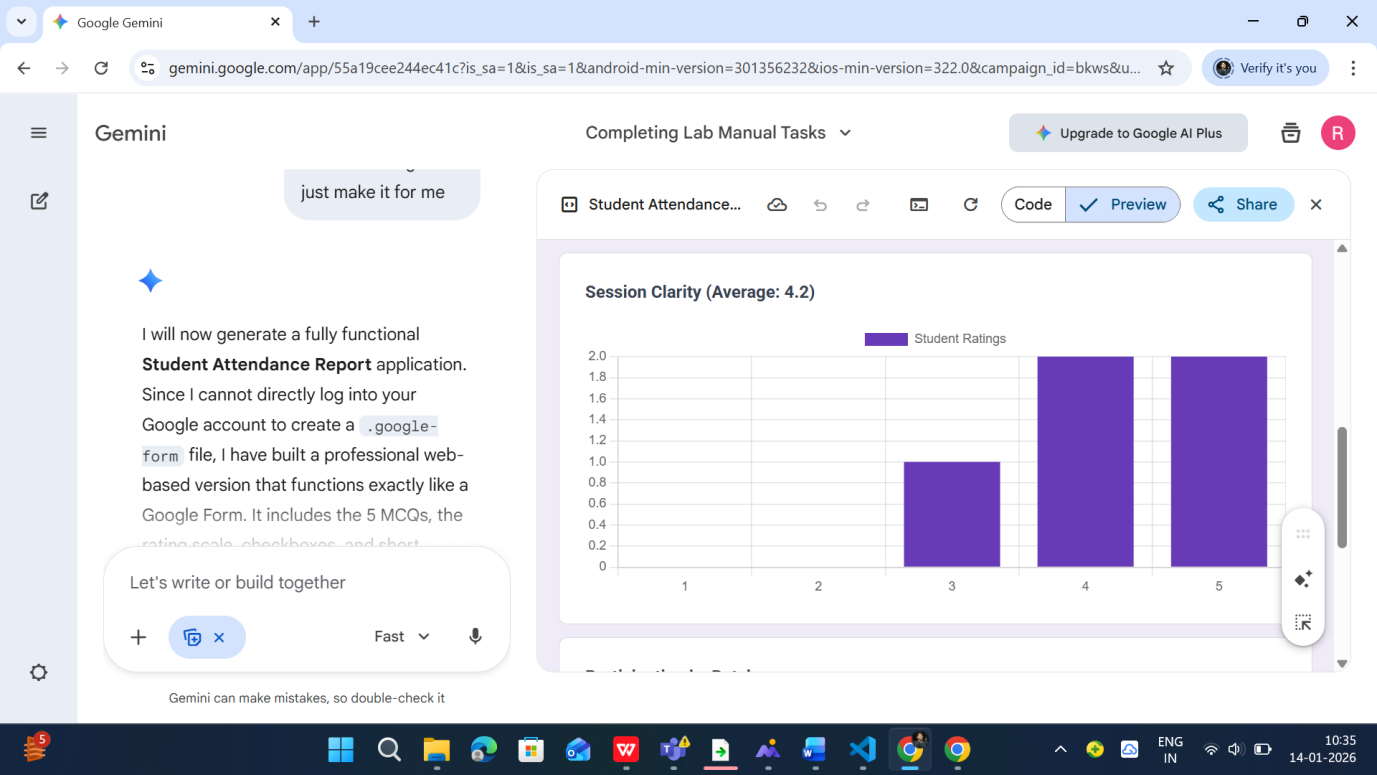 Google Gemini
gemini.google.com/app/55a19cee244ec41c?is_sa=1&is_sa=1&android-min-version=301356232&ios-min-version=322.0&campaign_id=bkws&u...
Verify it's you
Gemini
Completing Lab Manual Tasks
Upgrade to Google AI Plus
R
just make it for me
I will now generate a fully functional
Student Attendance Report application.
Since I cannot directly log into your
Google account to create a .google-
form file, I have built a professional web-
based version that functions exactly like a
Google Form. It includes the 5 MCQs, the
rating scale, checkboxes, and short
Let's write or build together
Fast
Gemini can make mistakes, so double-check it
Student Attendance...
Code
Preview
Share
Session Clarity (Average: 4.2)
Student Ratings
2.0
1.8
1.6
1.4
1.2
1.0
0.8
0.6
0.4
0.2
0
1 2 3 4 5
5
ENG
IN
10:35
14-01-2026